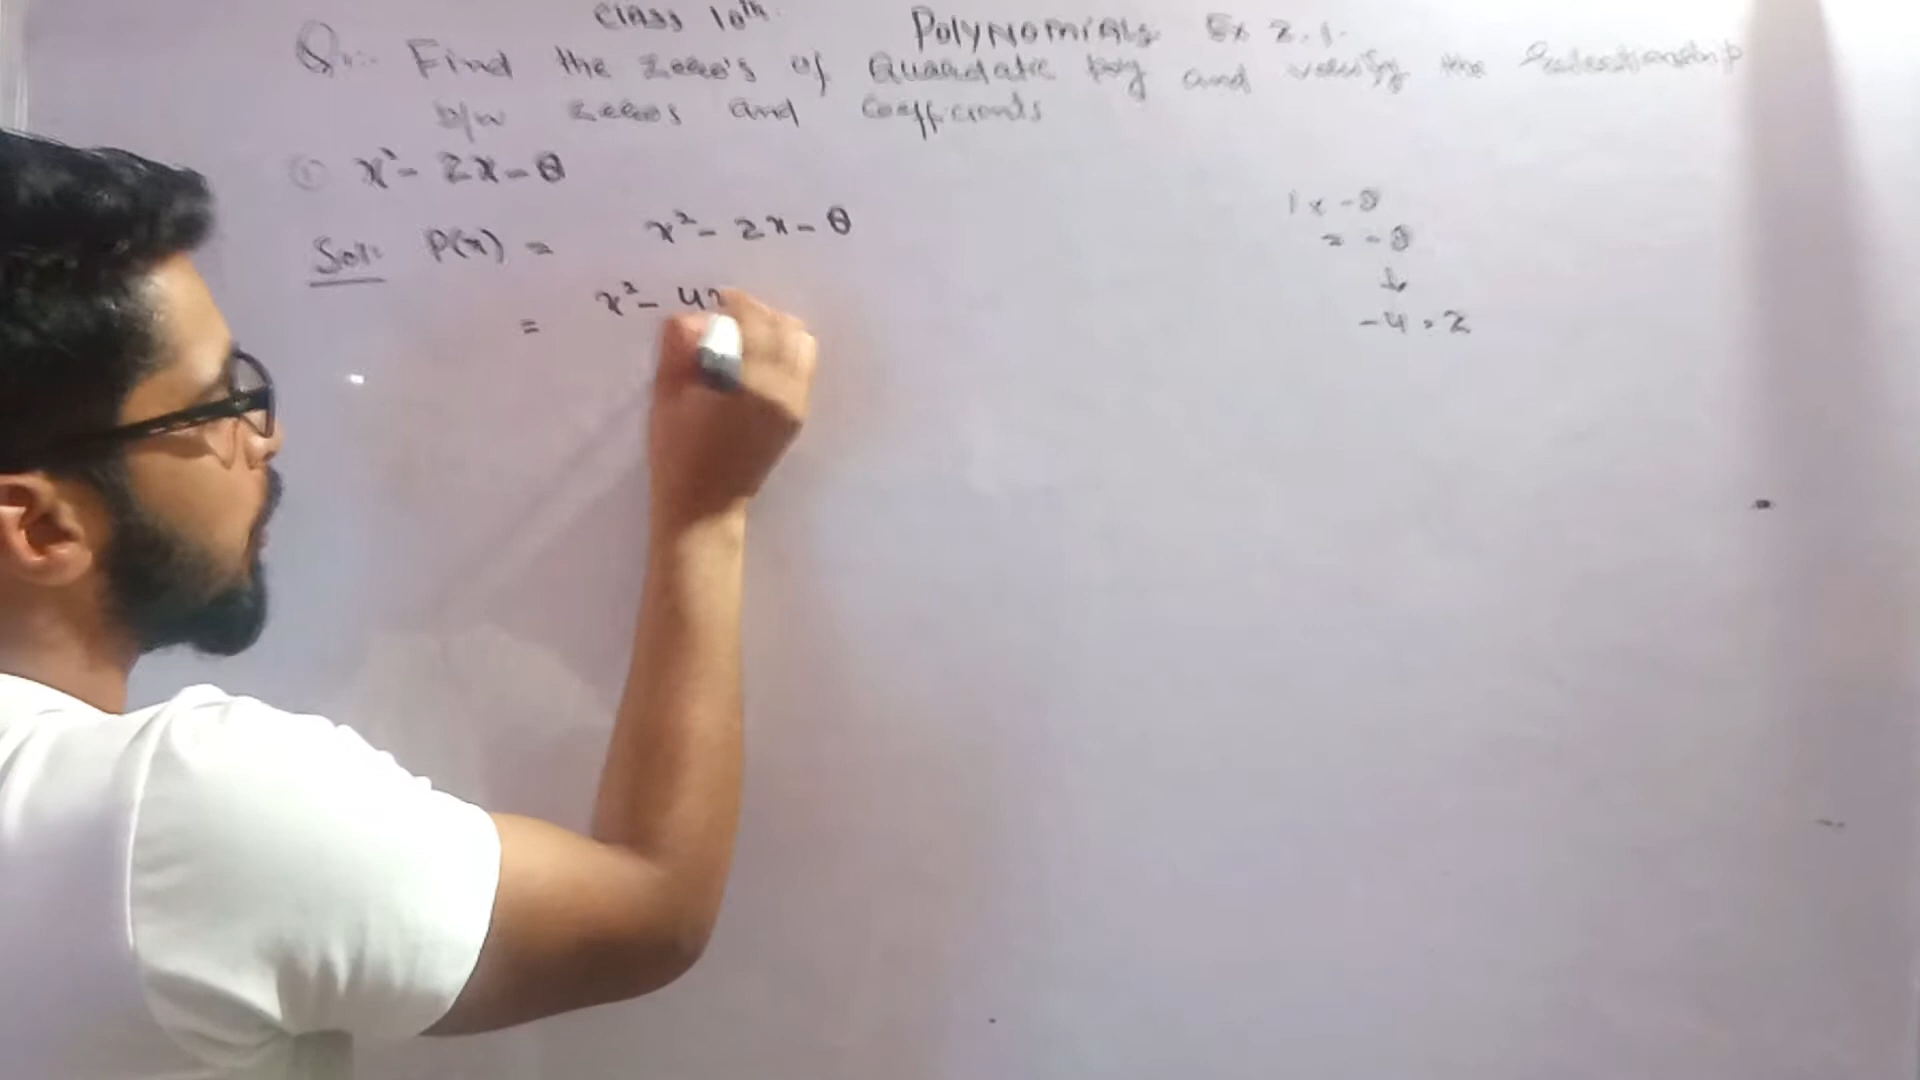 Class 10th. Polynomials Ex 2.1.
Q:- Find the zeroe's of Quadratic Poly and verify the Relationship
b/w zeroes and coefficients
① x² - 2x - 8
Sol: P(x) = x² - 2x - 8
= x² - 4x
1 x -8
= -8
↓
-4, 2